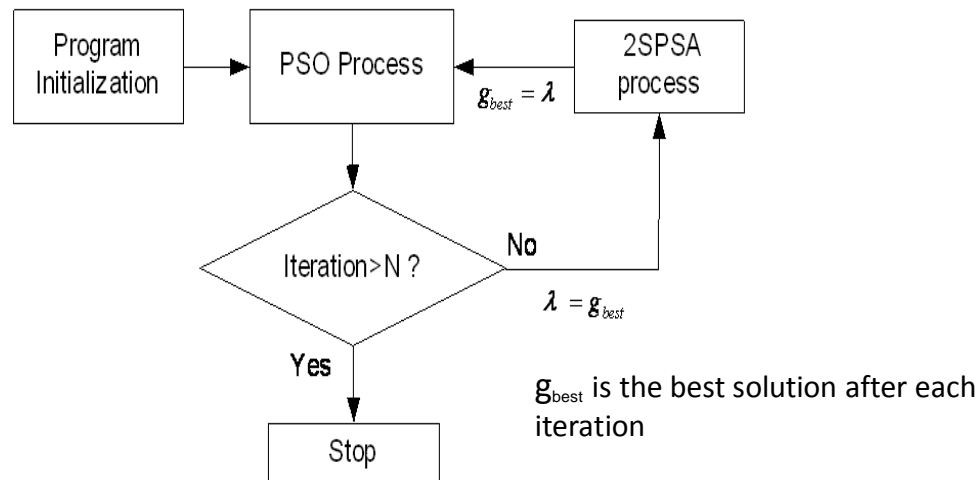 Program
Initialization
PSO Process
2SPSA
process
g_best = λ
Iteration>N ?
No
λ = g_best
Yes
Stop
g_best is the best solution after each
iteration